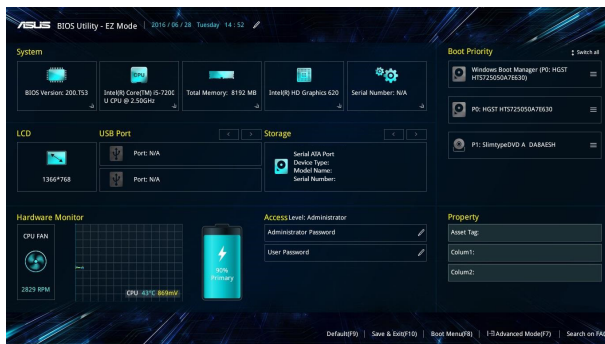 ASUS BIOS Utility - EZ Mode 2016 / 06 / 28 Tuesday 14 : 52
System
BIOS Version: 200.T53
CPU
Intel(R) Core(TM) i5-7200
U CPU @ 2.50GHz
Total Memory: 8192 MB
Intel(R) HD Graphics 620
Serial Number: N/A
Boot Priority
Switch all
Windows Boot Manager (P0: HGST
HTS725050A7E630)
P0: HGST HTS725050A7E630
P1: SlimtypeDVD A DA8AESH
LCD
1366*768
USB Port
Port: N/A
Port: N/A
Storage
Serial ATA Port
Device Type:
Model Name:
Serial Number:
Hardware Monitor
CPU FAN
2829 RPM
CPU 43°C 869mV
90%
Primary
Access Level: Administrator
Administrator Password
User Password
Property
Asset Tag:
Colum1:
Colum2:
Default(F9) Save & Exit(F10) Boot Menu(F8) Advanced Mode(F7) Search on FAQ